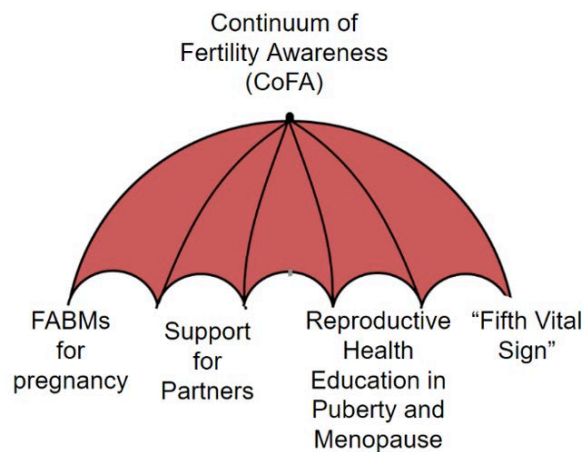 Continuum of
Fertility Awareness
(CoFA)
FABMs
for
pregnancy
Support
for
Partners
Reproductive
Health
Education in
Puberty and
Menopause
“Fifth Vital
Sign”